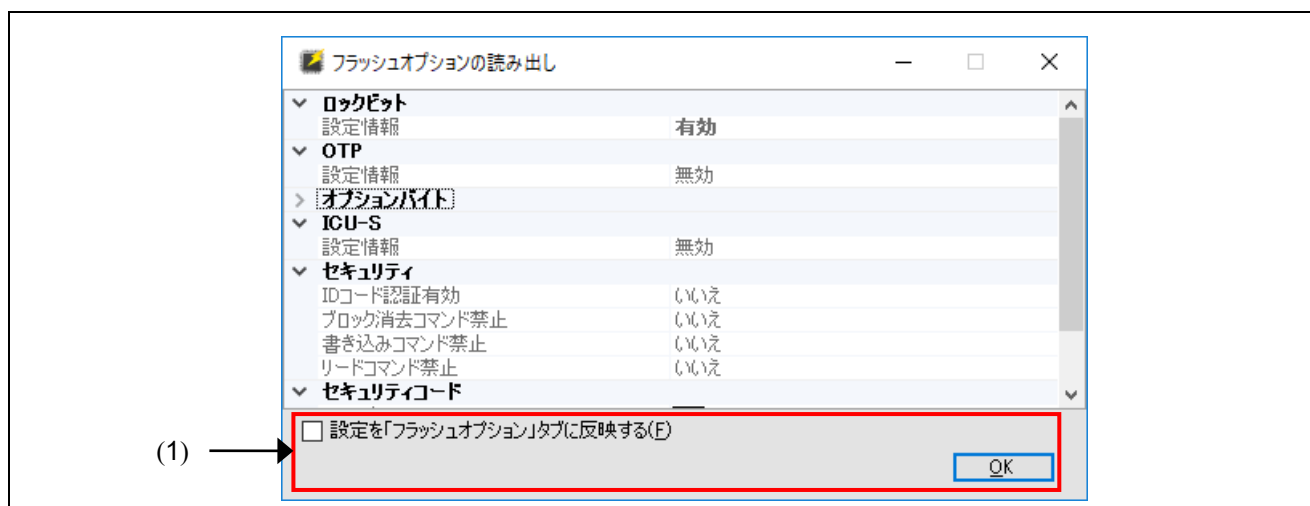 フラッシュオプションの読み出し
ロックビット
設定情報 有効
OTP
設定情報 無効
オプションバイト
ICU-S
設定情報 無効
セキュリティ
IDコード認証有効 いいえ
ブロック消去コマンド禁止 いいえ
書き込みコマンド禁止 いいえ
リードコマンド禁止 いいえ
セキュリティコード
設定を「フラッシュオプション」タブに反映する(F)
(1)
OK